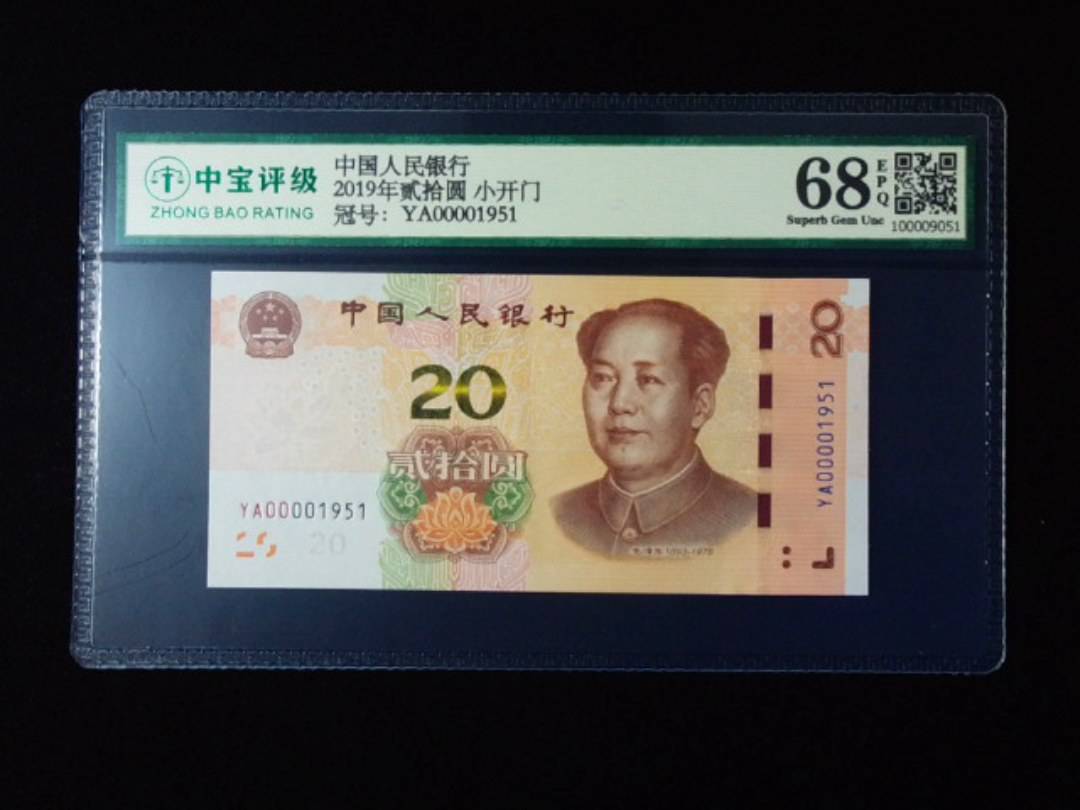 中宝评级
ZHONG BAO RATING
中国人民银行
2019年贰拾圆 小开门
冠号：YA00001951
68
EPQ
Superb Gem Unc
100009051
中国人民银行
20
贰拾圆
YA00001951
20
20
YA00001951